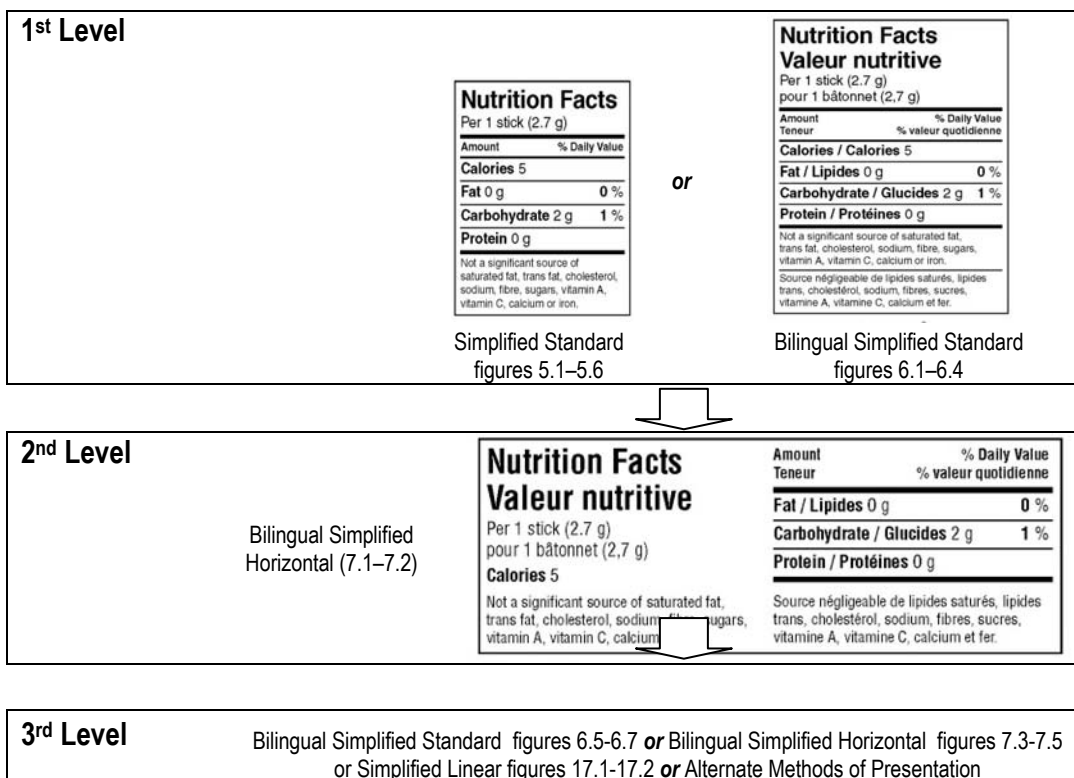 1st Level
Nutrition Facts
Per 1 stick (2.7 g)
Amount % Daily Value
Calories 5
Fat 0 g 0 %
Carbohydrate 2 g 1 %
Protein 0 g
Not a significant source of
saturated fat, trans fat, cholesterol,
sodium, fibre, sugars, vitamin A,
vitamin C, calcium or iron.
Simplified Standard
figures 5.1–5.6
or
Nutrition Facts
Valeur nutritive
Per 1 stick (2.7 g)
pour 1 bâtonnet (2,7 g)
Amount % Daily Value
Teneur % valeur quotidienne
Calories / Calories 5
Fat / Lipides 0 g 0 %
Carbohydrate / Glucides 2 g 1 %
Protein / Protéines 0 g
Not a significant source of saturated fat,
trans fat, cholesterol, sodium, fibre, sugars,
vitamin A, vitamin C, calcium or iron.
Source négligeable de lipides saturés, lipides
trans, cholestérol, sodium, fibres, sucres,
vitamine A, vitamine C, calcium et fer.
Bilingual Simplified Standard
figures 6.1–6.4
2nd Level
Bilingual Simplified
Horizontal (7.1–7.2)
Nutrition Facts
Valeur nutritive
Per 1 stick (2.7 g)
pour 1 bâtonnet (2,7 g)
Calories 5
Not a significant source of saturated fat,
trans fat, cholesterol, sodium, sugars,
vitamin A, vitamin C, calcium
Amount % Daily Value
Teneur % valeur quotidienne
Fat / Lipides 0 g 0 %
Carbohydrate / Glucides 2 g 1 %
Protein / Protéines 0 g
Source négligeable de lipides saturés, lipides
trans, cholestérol, sodium, fibres, sucres,
vitamine A, vitamine C, calcium et fer.
3rd Level
Bilingual Simplified Standard figures 6.5-6.7 or Bilingual Simplified Horizontal figures 7.3-7.5
or Simplified Linear figures 17.1-17.2 or Alternate Methods of Presentation